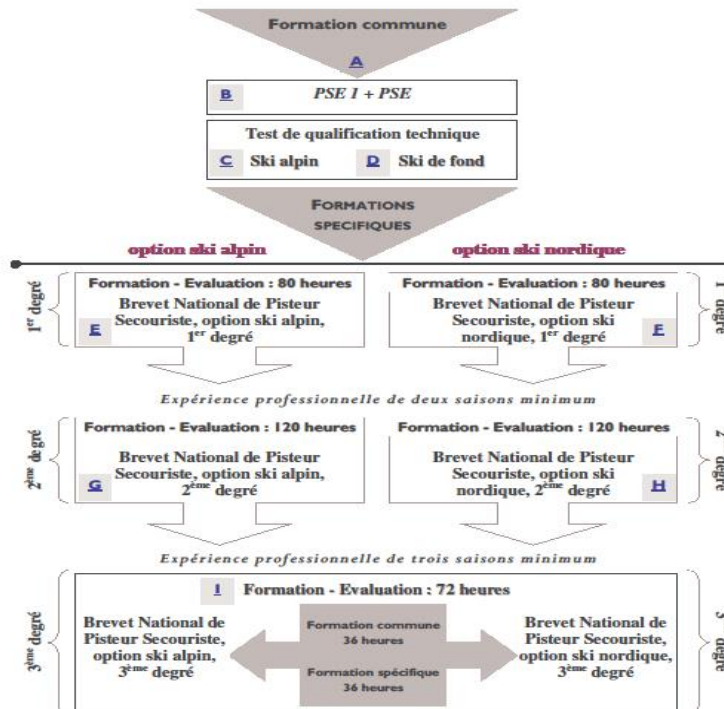 Formation commune
A
B PSE 1 + PSE
Test de qualification technique
C Ski alpin D Ski de fond
FORMATIONS
SPECIFIQUES
option ski alpin option ski nordique
1er degré
Formation - Evaluation : 80 heures
Brevet National de Pisteur
Secouriste, option ski alpin,
E 1er degré
Formation - Evaluation : 80 heures
Brevet National de Pisteur
Secouriste, option ski
nordique, 1er degré F
degré
Expérience professionnelle de deux saisons minimum
2ème degré
Formation - Evaluation : 120 heures
Brevet National de Pisteur
Secouriste, option ski alpin,
G 2ème degré
Formation - Evaluation : 120 heures
Brevet National de Pisteur
Secouriste, option ski
nordique, 2ème degré H
degré
Expérience professionnelle de trois saisons minimum
3ème degré
I Formation - Evaluation : 72 heures
Brevet National de
Pisteur Secouriste,
option ski alpin,
3ème degré
Formation commune
36 heures
Formation spécifique
36 heures
Brevet National de
Pisteur Secouriste,
option ski nordique,
3ème degré
degré